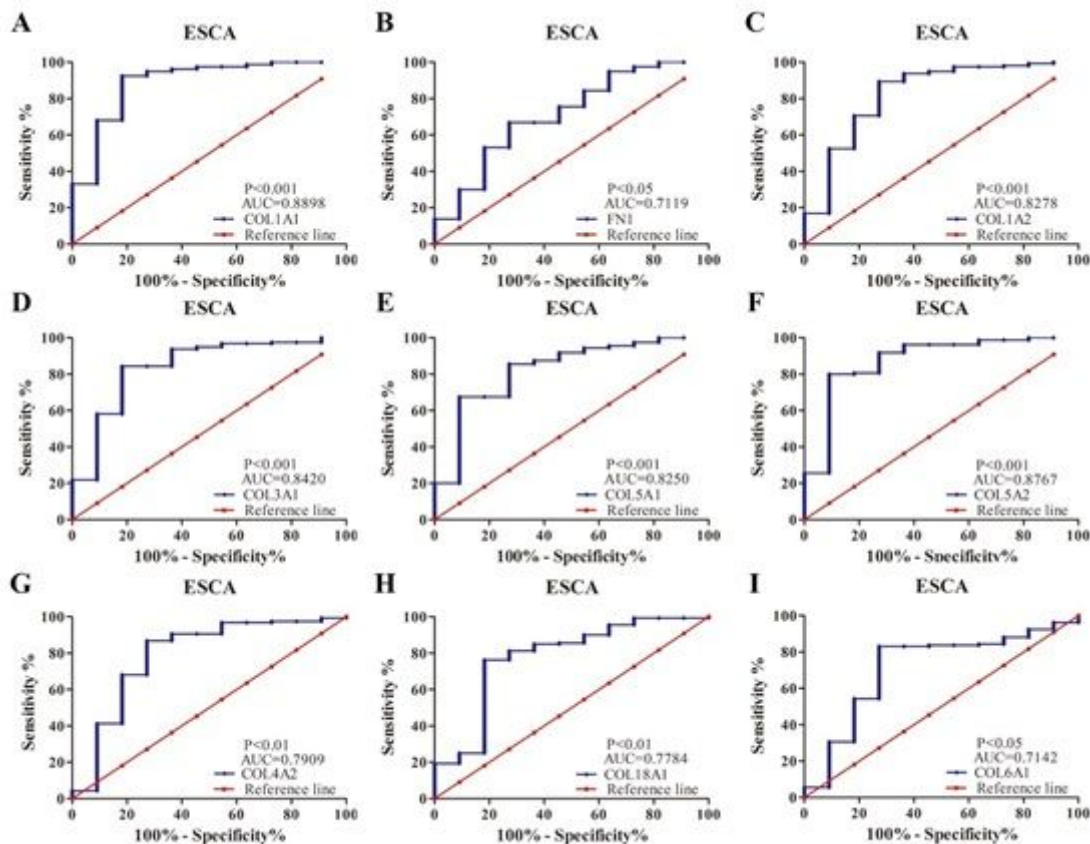 A
ESCA
100
80
60
40
20
0
Sensitivity %
P<0.001
AUC=0.8898
COL1A1
Reference line
0 20 40 60 80 100
100% - Specificity%
B
ESCA
100
80
60
40
20
0
Sensitivity %
P<0.05
AUC=0.7119
FN1
Reference line
0 20 40 60 80 100
100% - Specificity%
C
ESCA
100
80
60
40
20
0
Sensitivity %
P<0.001
AUC=0.8278
COL1A2
Reference line
0 20 40 60 80 100
100% - Specificity%
D
ESCA
100
80
60
40
20
0
Sensitivity %
P<0.001
AUC=0.8420
COL3A1
Reference line
0 20 40 60 80 100
100% - Specificity%
E
ESCA
100
80
60
40
20
0
Sensitivity %
P<0.001
AUC=0.8250
COL5A1
Reference line
0 20 40 60 80 100
100% - Specificity%
F
ESCA
100
80
60
40
20
0
Sensitivity %
P<0.001
AUC=0.8767
COL5A2
Reference line
0 20 40 60 80 100
100% - Specificity%
G
ESCA
100
80
60
40
20
0
Sensitivity %
P<0.01
AUC=0.7909
COL4A2
Reference line
0 20 40 60 80 100
100% - Specificity%
H
ESCA
100
80
60
40
20
0
Sensitivity %
P<0.01
AUC=0.7784
COL18A1
Reference line
0 20 40 60 80 100
100% - Specificity%
I
ESCA
100
80
60
40
20
0
Sensitivity %
P<0.05
AUC=0.7142
COL6A1
Reference line
0 20 40 60 80 100
100% - Specificity%